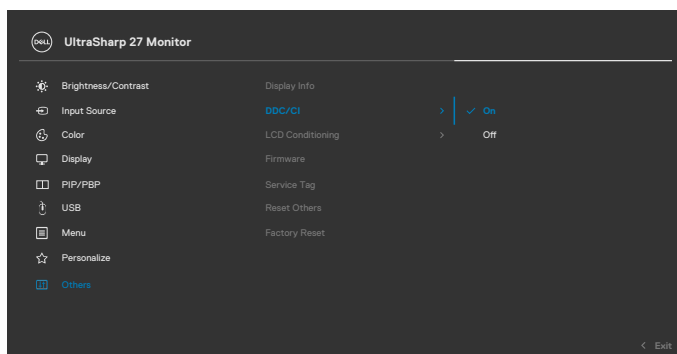 DELL UltraSharp 27 Monitor
Brightness/Contrast Display Info
Input Source DDC/CI > ✓ On
Color LCD Conditioning > Off
Display Firmware
PIP/PBP Service Tag
USB Reset Others
Menu Factory Reset
Personalize
Others
< Exit